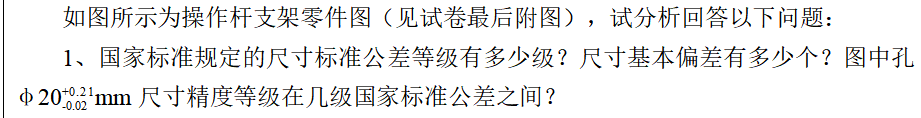 如图所示为操作杆支架零件图（见试卷最后附图），试分析回答以下问题：
1、国家标准规定的尺寸标准公差等级有多少级？尺寸基本偏差有多少个？图中孔
φ20+0.21-0.02mm 尺寸精度等级在几级国家标准公差之间？